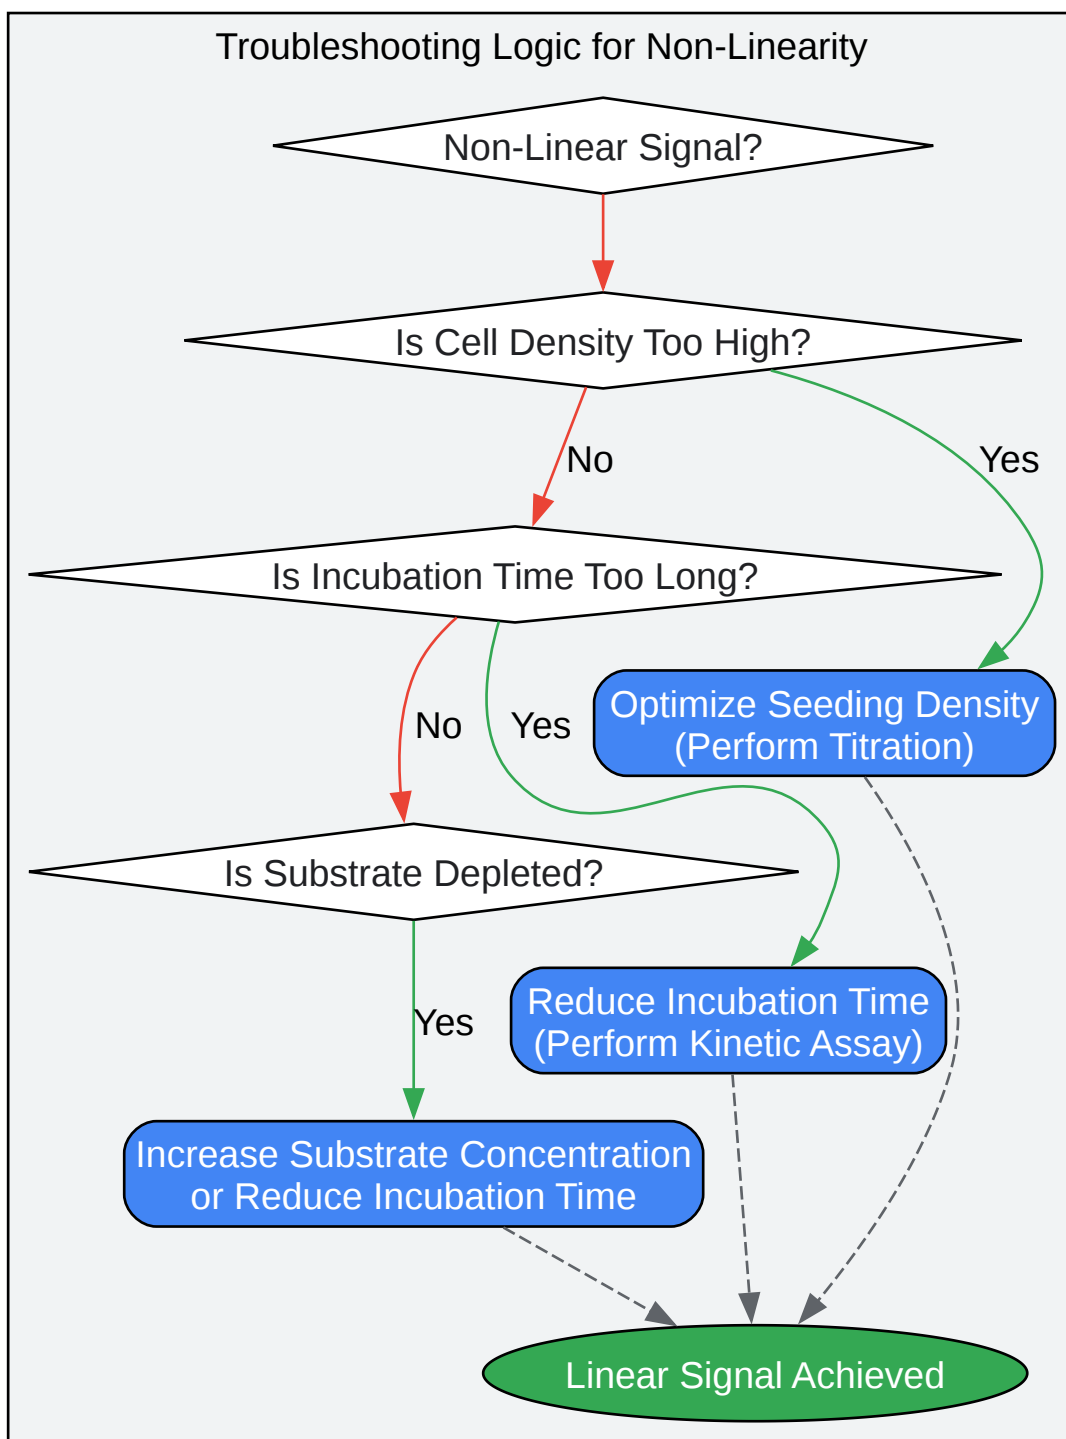 Troubleshooting Logic for Non-Linearity
Non-Linear Signal?
Is Cell Density Too High?
No
Yes
Is Incubation Time Too Long?
Optimize Seeding Density
(Perform Titration)
No
Yes
Is Substrate Depleted?
Reduce Incubation Time
(Perform Kinetic Assay)
Yes
Increase Substrate Concentration
or Reduce Incubation Time
Linear Signal Achieved